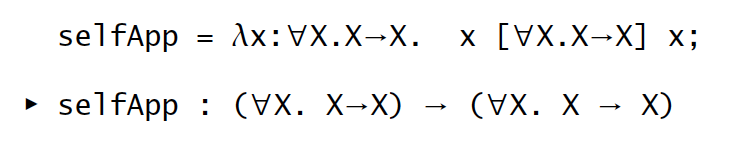 selfApp = λx:∀X.X→X.  x [∀X.X→X] x;
▸ selfApp : (∀X. X→X) → (∀X. X → X)